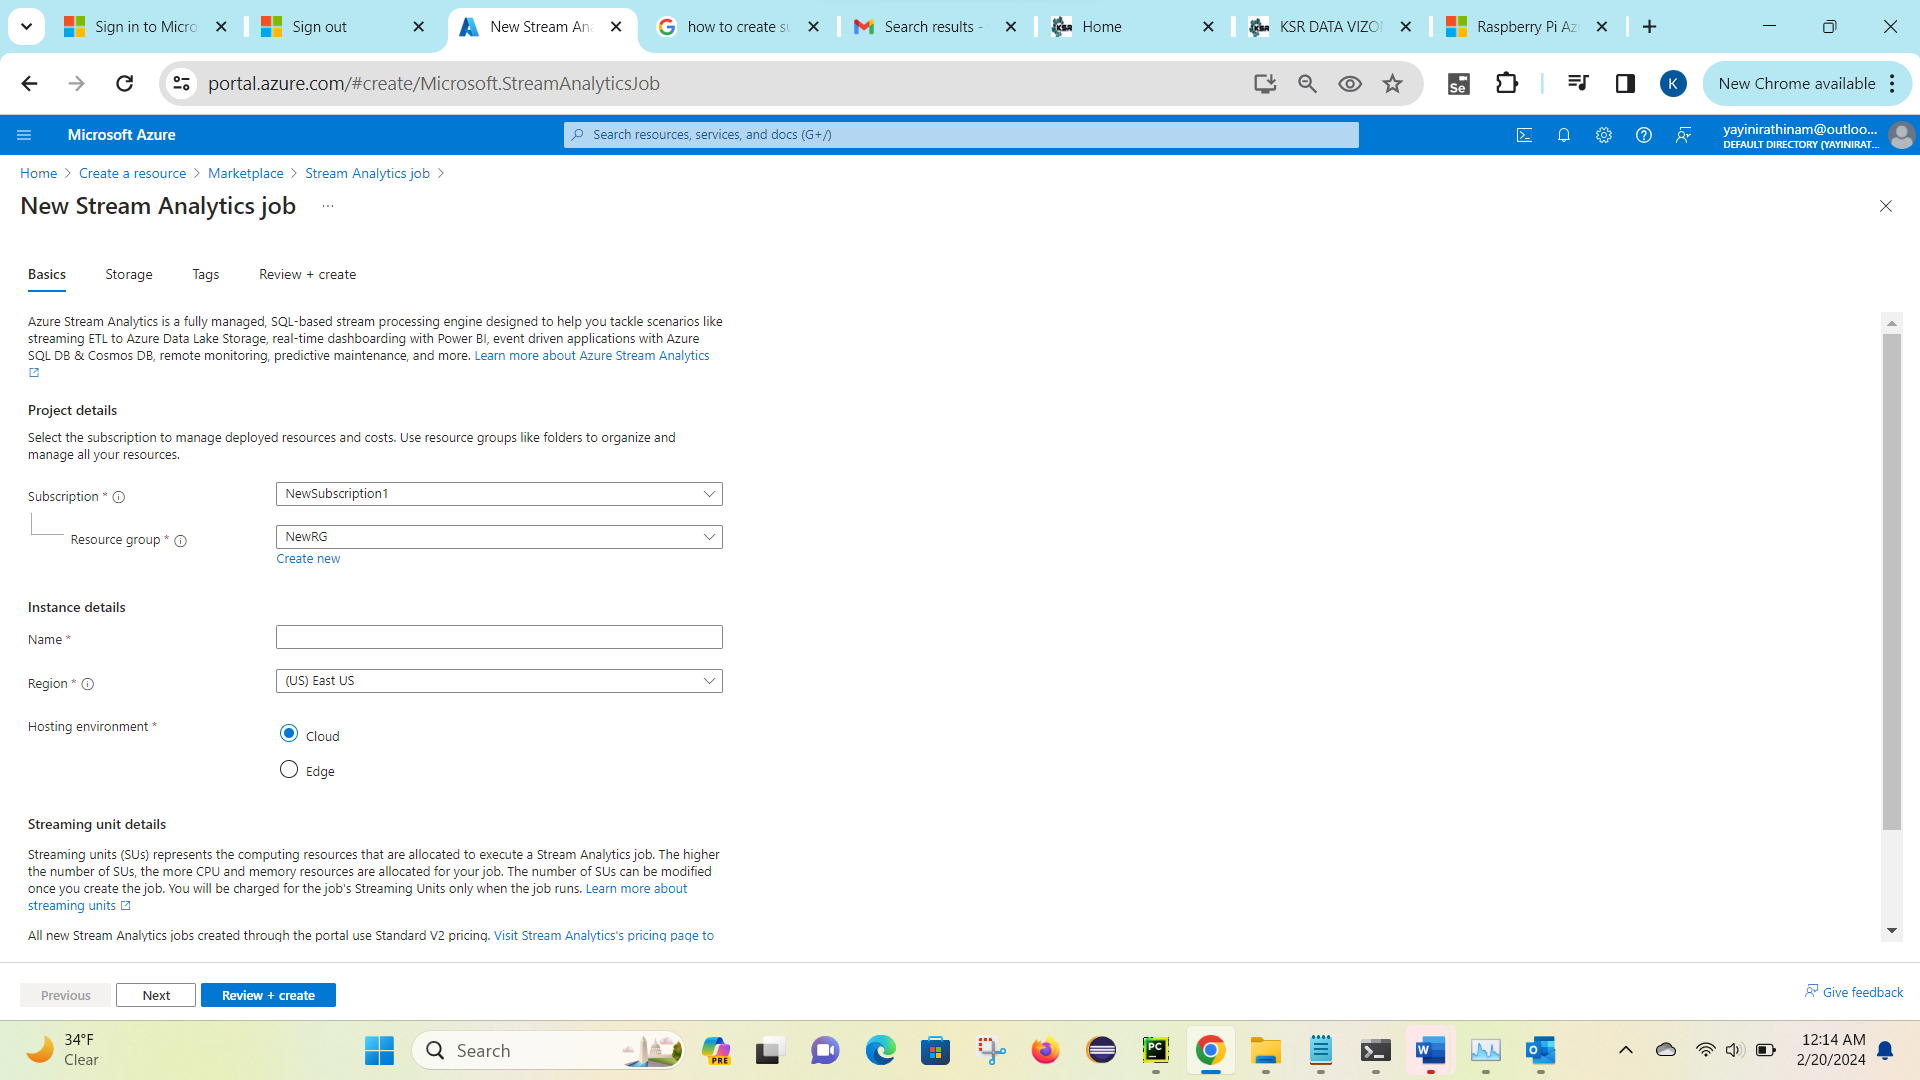 Sign in to Micro
Sign out
New Stream Ana
how to create su
Search results -
Home
KSR DATA VIZO
Raspberry Pi Az
portal.azure.com/#create/Microsoft.StreamAnalyticsJob
Se
K
New Chrome available
Microsoft Azure
Search resources, services, and docs (G+/)
yayinirathinam@outloo...
DEFAULT DIRECTORY (YAYINIRAT...
Home > Create a resource > Marketplace > Stream Analytics job >
New Stream Analytics job ...
Basics
Storage
Tags
Review + create
Azure Stream Analytics is a fully managed, SQL-based stream processing engine designed to help you tackle scenarios like
streaming ETL to Azure Data Lake Storage, real-time dashboarding with Power BI, event driven applications with Azure
SQL DB & Cosmos DB, remote monitoring, predictive maintenance, and more. Learn more about Azure Stream Analytics
Project details
Select the subscription to manage deployed resources and costs. Use resource groups like folders to organize and
manage all your resources.
Subscription *
NewSubscription1
Resource group *
NewRG
Create new
Instance details
Name *
Region *
(US) East US
Hosting environment *
Cloud
Edge
Streaming unit details
Streaming units (SUs) represents the computing resources that are allocated to execute a Stream Analytics job. The higher
the number of SUs, the more CPU and memory resources are allocated for your job. The number of SUs can be modified
once you create the job. You will be charged for the job's Streaming Units only when the job runs. Learn more about
streaming units
All new Stream Analytics jobs created through the portal use Standard V2 pricing. Visit Stream Analytics's pricing page to
Previous
Next
Review + create
Give feedback
34°F
Clear
Search
PRE
PC
W
12:14 AM
2/20/2024